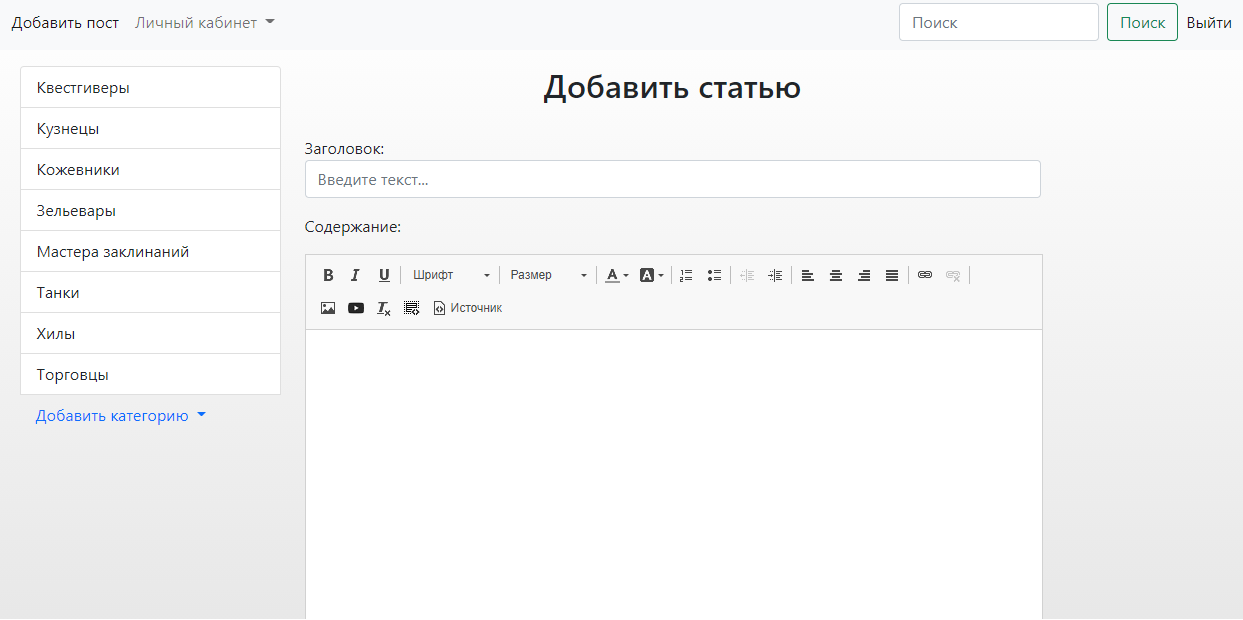 Добавить пост Личный кабинет Поиск Поиск Выйти
Квестгиверы
Кузнецы
Кожевники
Зельевары
Мастера заклинаний
Танки
Хилы
Торговцы
Добавить категорию
Добавить статью
Заголовок:
Введите текст...
Содержание:
B I U Шрифт Размер A A
Источник